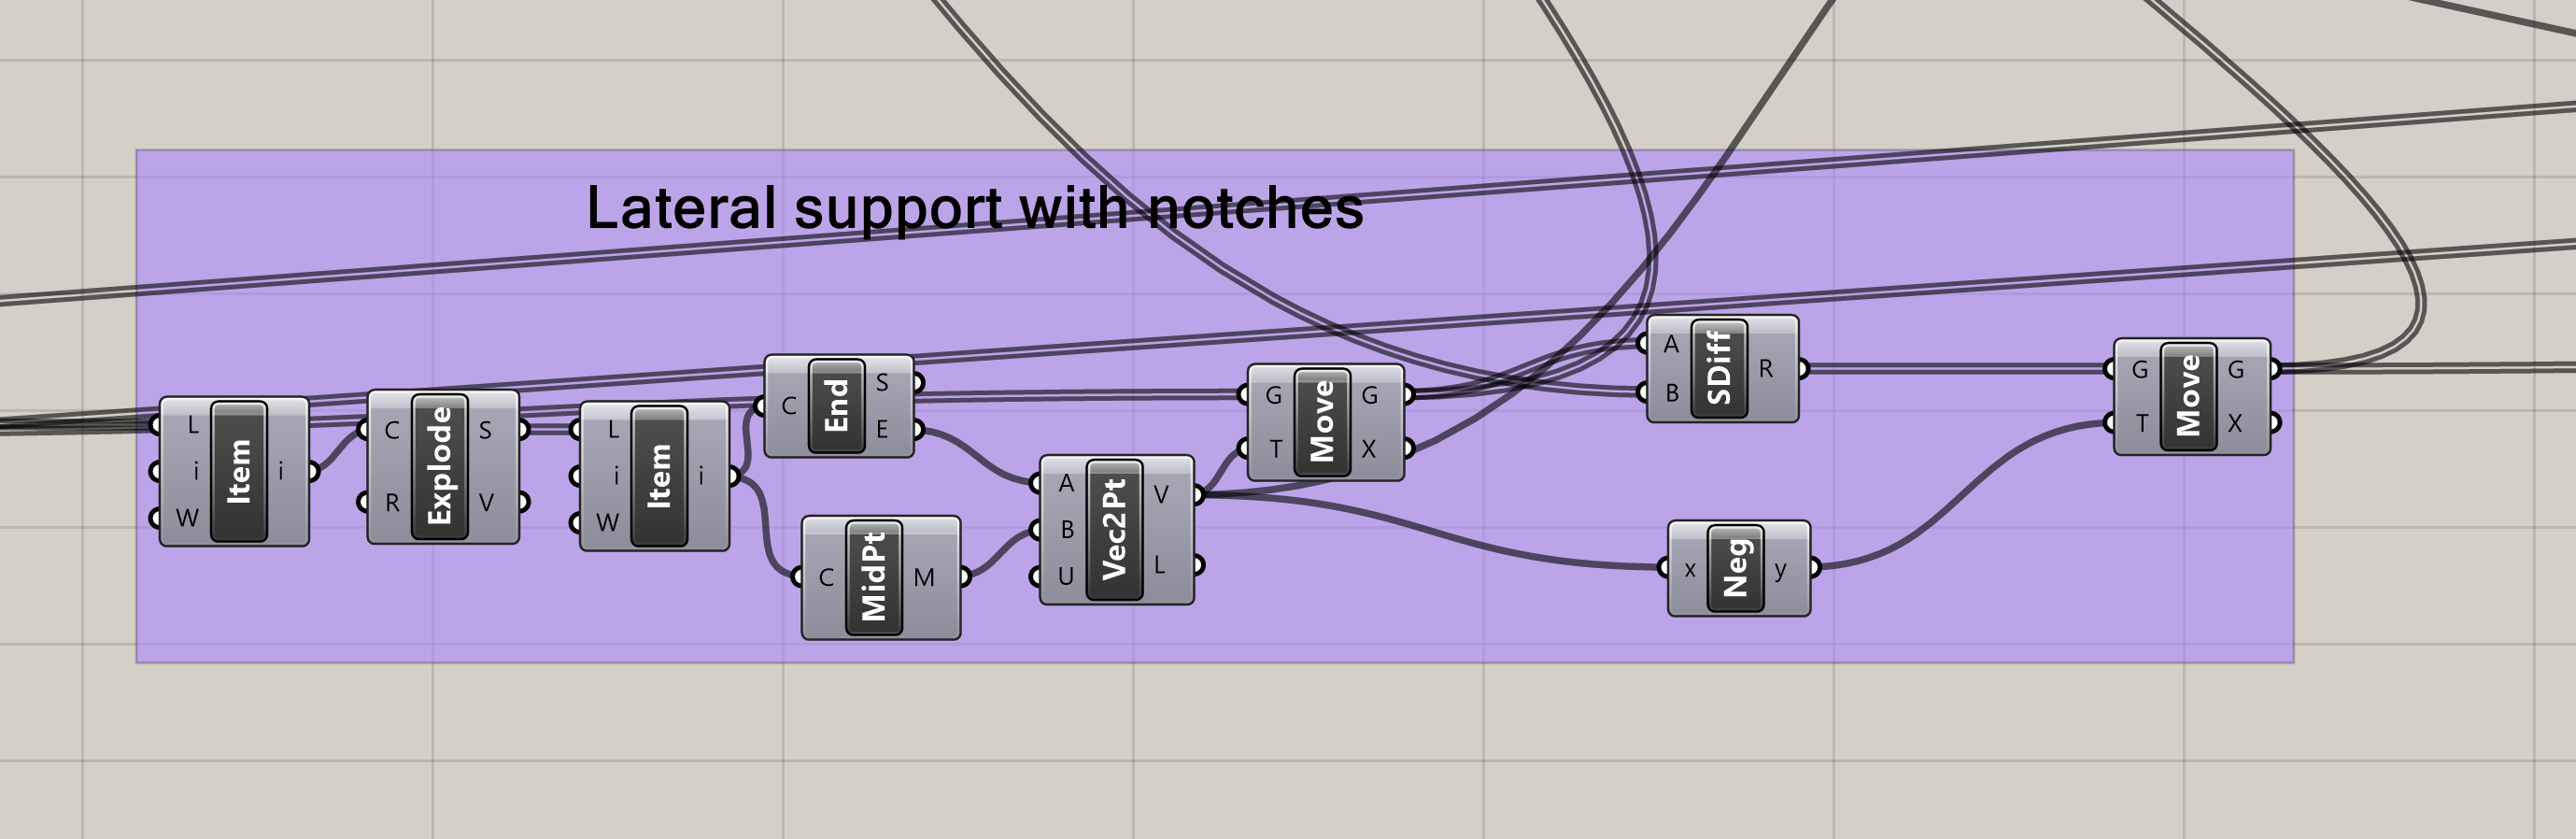 Lateral support with notches
L
i
W
Item
i
C
R
Explode
S
V
L
i
W
Item
i
C
End
S
E
C
MidPt
M
A
B
U
Vec2Pt
V
L
G
T
Move
G
X
A
B
SDiff
R
x
Neg
y
G
T
Move
G
X